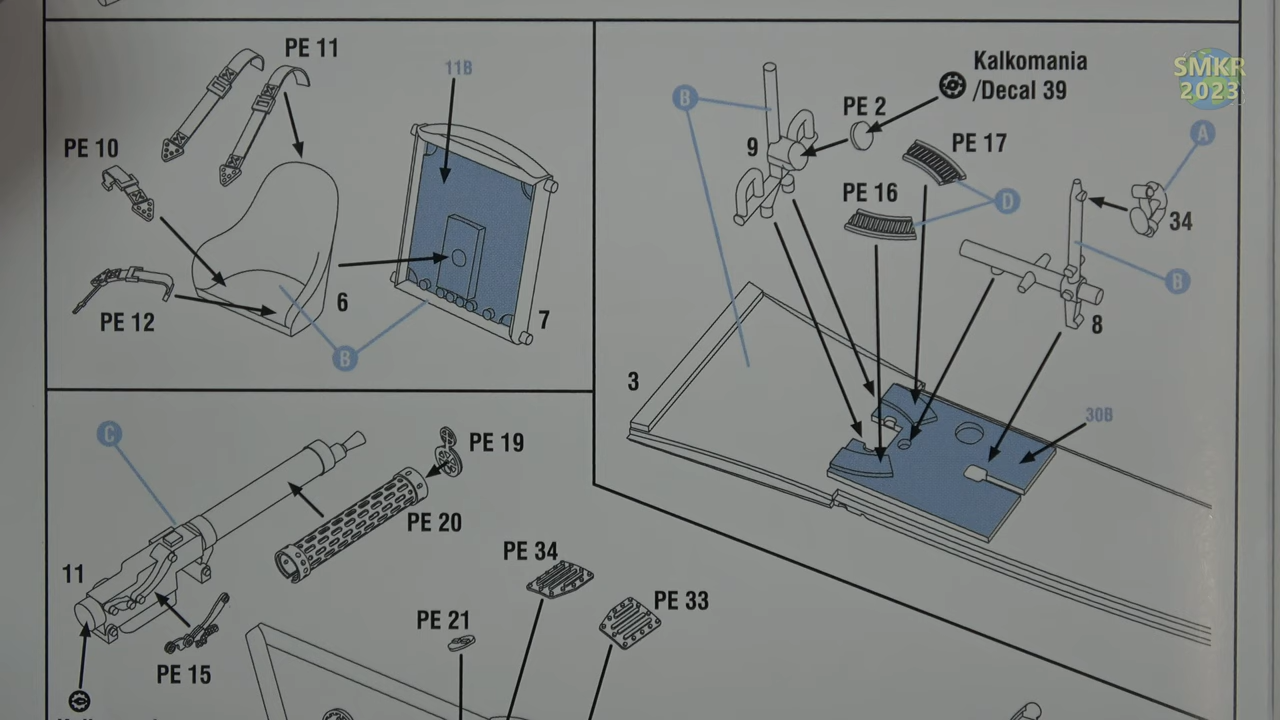 PE 11
11B
PE 10
PE 12
6
7
B
Kalkomania
/Decal 39
SMKR
2023
B
PE 2
9
PE 17
A
PE 16
D
34
B
8
3
30B
C
PE 19
PE 20
11
PE 15
PE 34
PE 33
PE 21